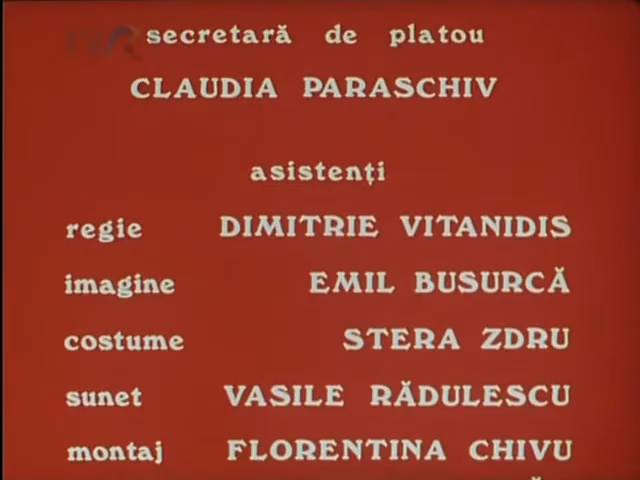 secretară de platou
CLAUDIA PARASCHIV
asistenți
regie DIMITRIE VITANIDIS
imagine EMIL BUSURCĂ
costume STERA ZDRU
sunet VASILE RĂDULESCU
montaj FLORENTINA CHIVU